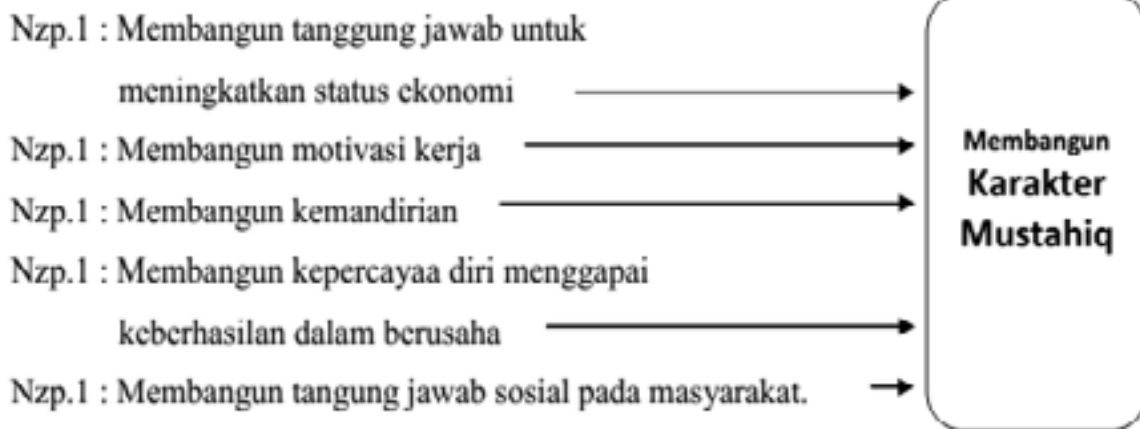 Nzp.1 : Membangun tanggung jawab untuk
meningkatkan status ekonomi
Nzp.1 : Membangun motivasi kerja
Nzp.1 : Membangun kemandirian
Nzp.1 : Membangun kepercayaa diri menggapai
keberhasilan dalam berusaha
Nzp.1 : Membangun tangung jawab sosial pada masyarakat.
Membangun
Karakter
Mustahiq